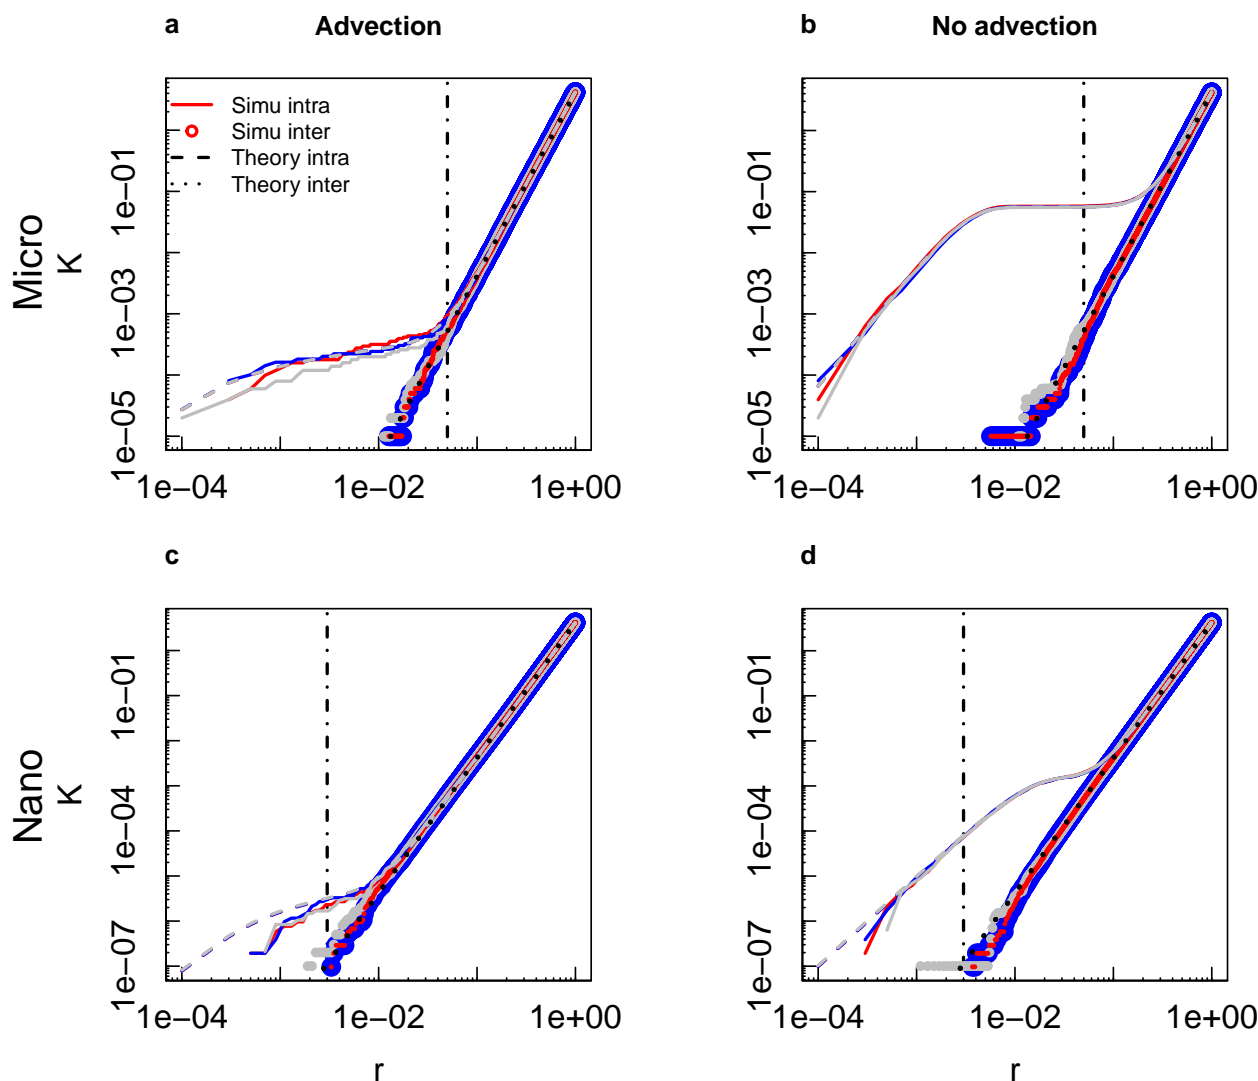 a Advection
b No advection
Simu intra
Simu inter
Theory intra
Theory inter
Micro
K
1e−01
1e−03
1e−05
1e−04 1e−02 1e+00
1e−01
1e−03
1e−05
1e−04 1e−02 1e+00
c
d
Nano
K
1e−01
1e−04
1e−07
1e−04 1e−02 1e+00
r
1e−01
1e−04
1e−07
1e−04 1e−02 1e+00
r